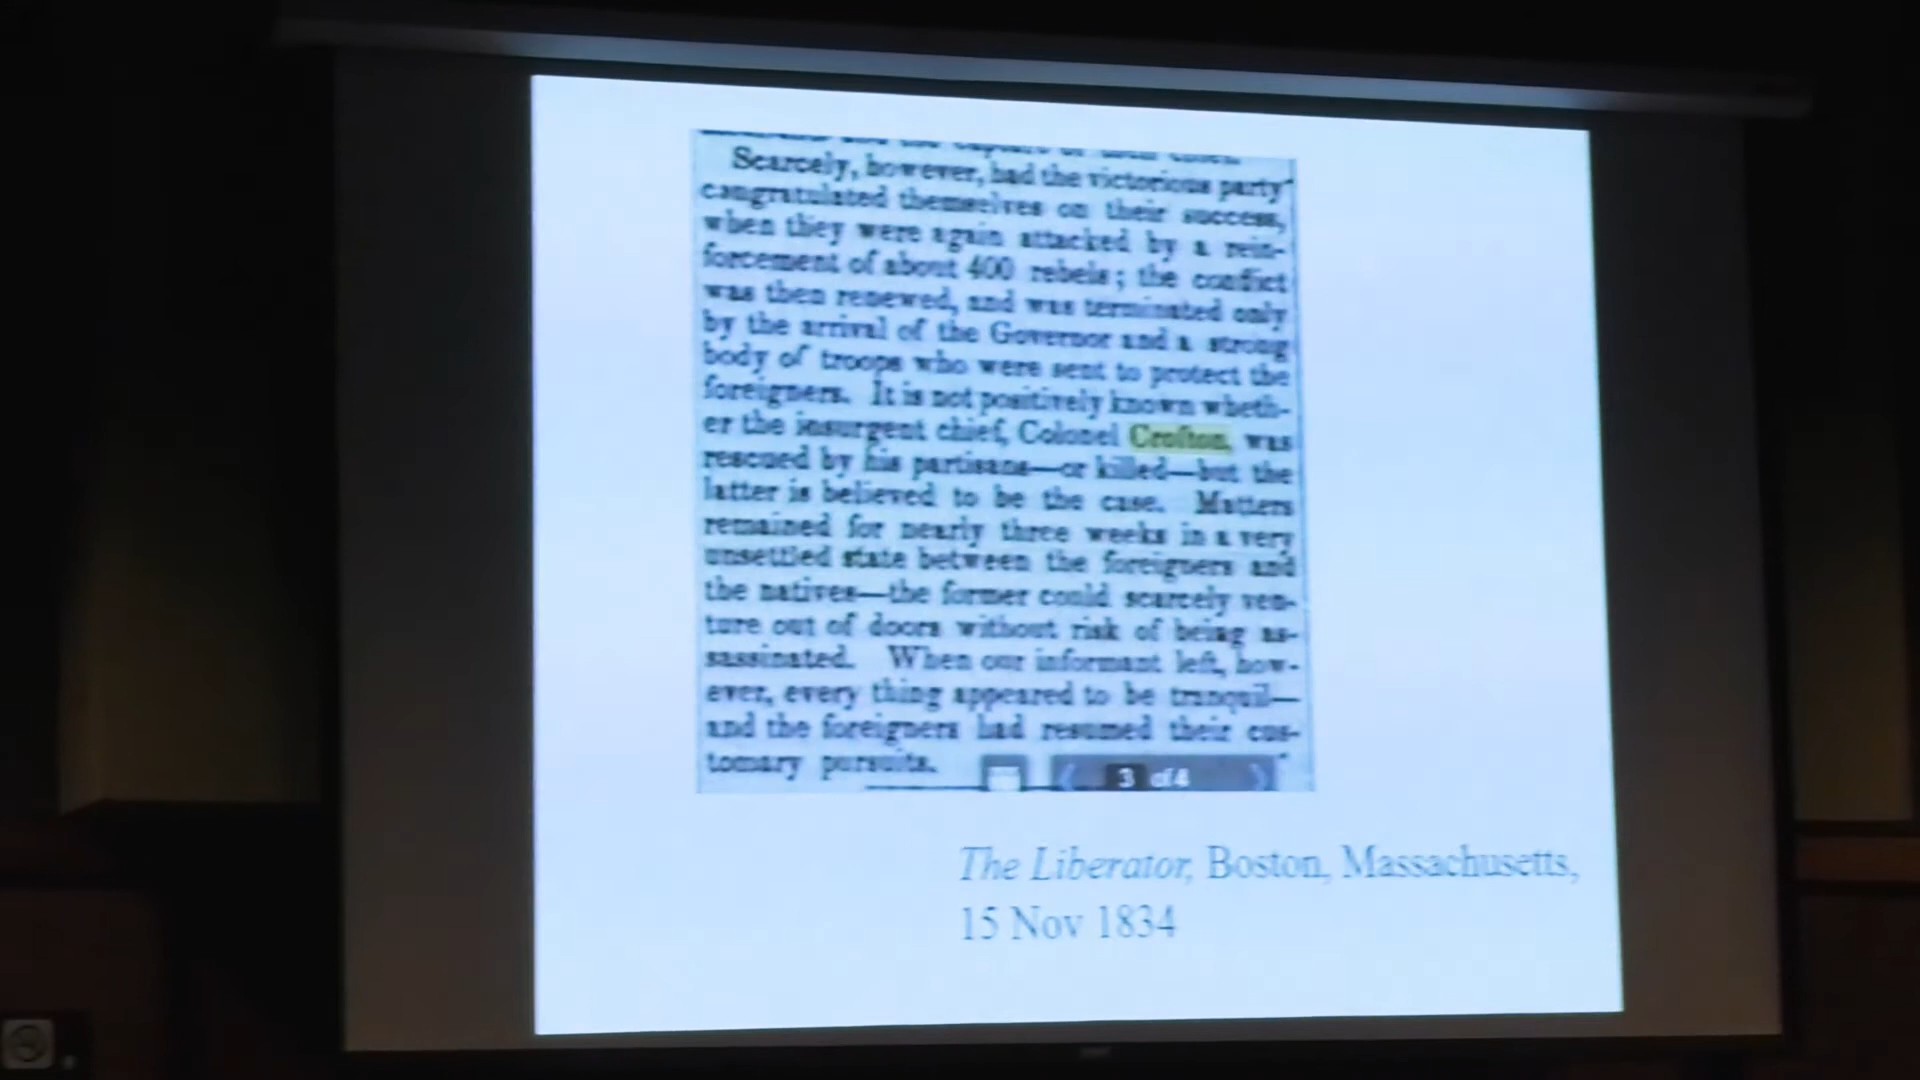 Scarcely, however, had the victorious party
congratulated themselves on their success,
when they were again attacked by a rein-
forcement of about 400 rebels; the conflict
was then renewed, and was terminated only
by the arrival of the Governor and a strong
body of troops who were sent to protect the
foreigners. It is not positively known wheth-
er the insurgent chief, Colonel Crofton, was
rescued by his partisans—or killed—but the
latter is believed to be the case. Matters
remained for nearly three weeks in a very
unsettled state between the foreigners and
the natives—the former could scarcely ven-
ture out of doors without risk of being as-
sassinated. When our informant left, how-
ever, every thing appeared to be tranquil—
and the foreigners had resumed their cus-
tomary pursuits.
3 of 4
The Liberator, Boston, Massachusetts,
15 Nov 1834